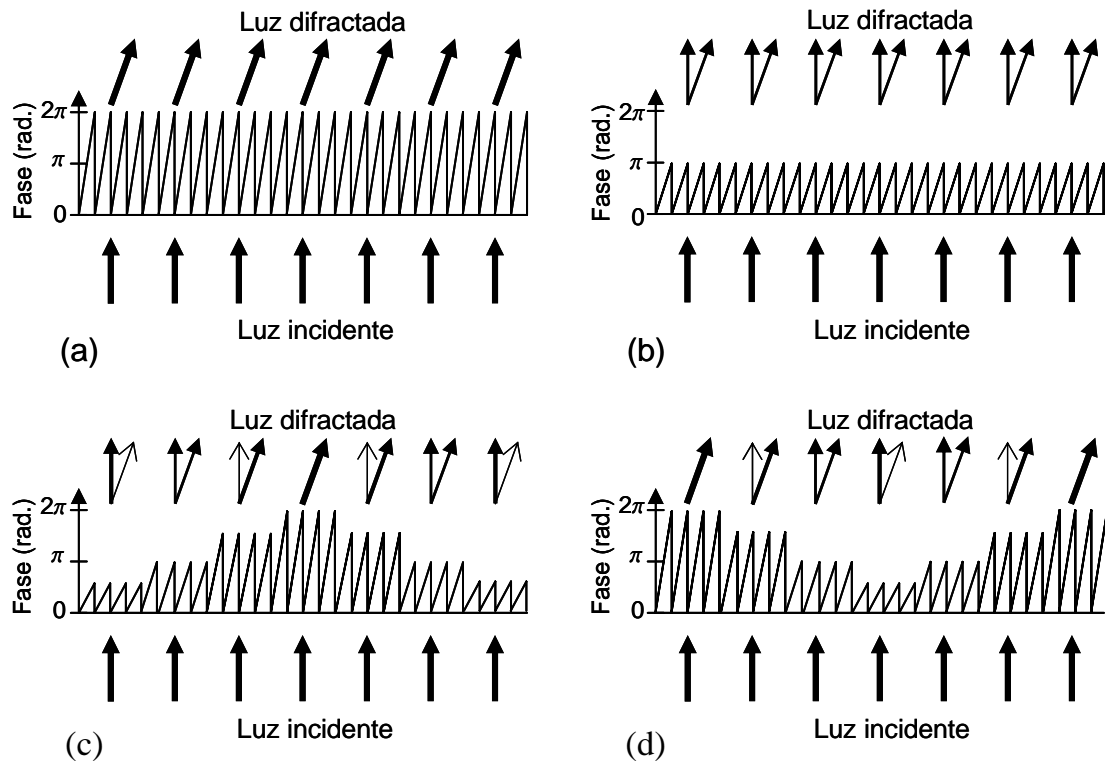 Luz difractada
2π
π
0
Fase (rad.)
Luz incidente
(a)
Luz difractada
2π
π
0
Fase (rad.)
Luz incidente
(b)
Luz difractada
2π
π
0
Fase (rad.)
Luz incidente
(c)
Luz difractada
2π
π
0
Fase (rad.)
Luz incidente
(d)